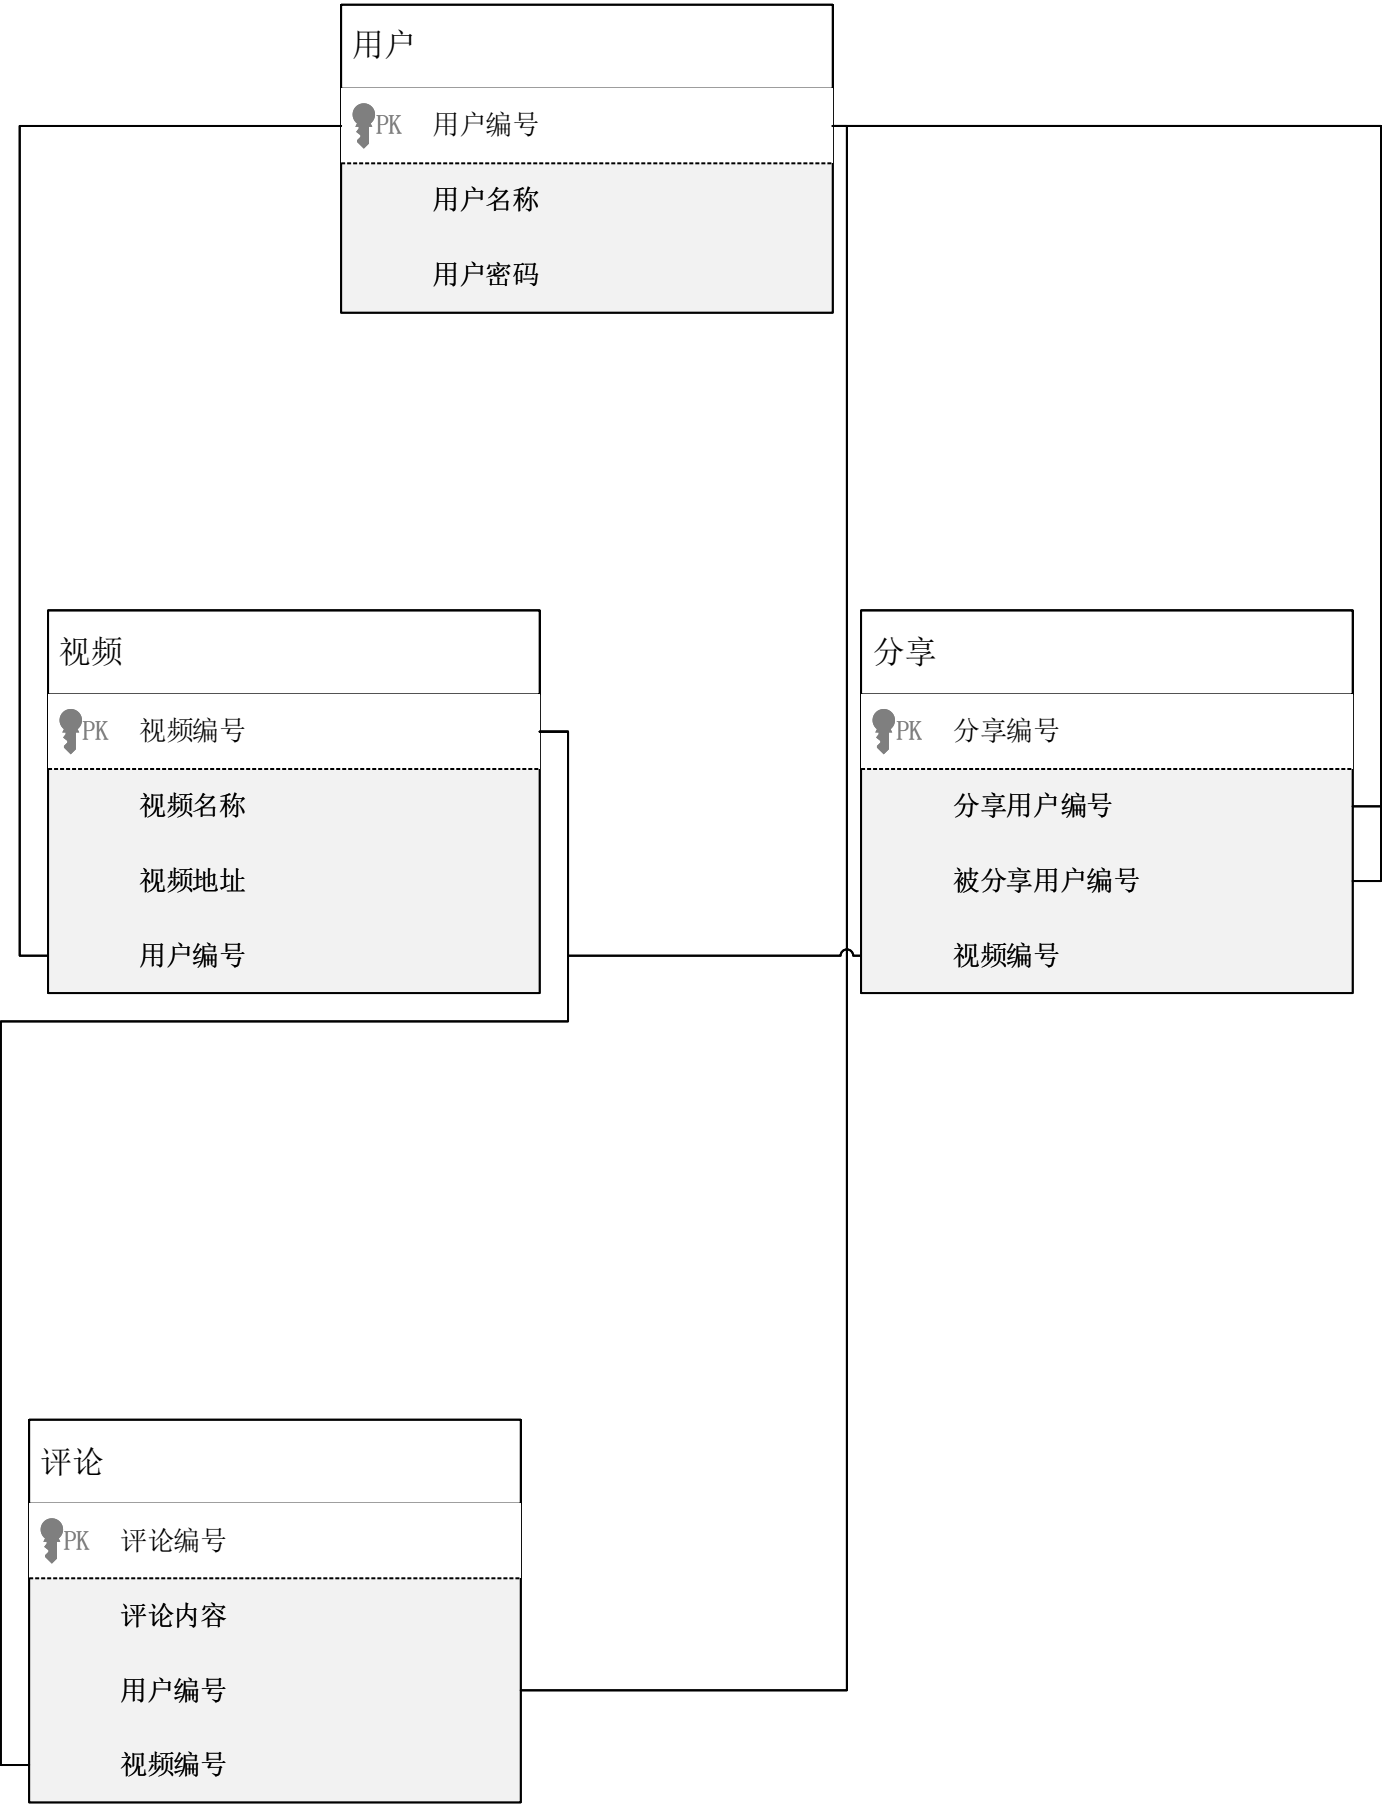 用户
PK 用户编号
用户名称
用户密码
视频
PK 视频编号
视频名称
视频地址
用户编号
分享
PK 分享编号
分享用户编号
被分享用户编号
视频编号
评论
PK 评论编号
评论内容
用户编号
视频编号